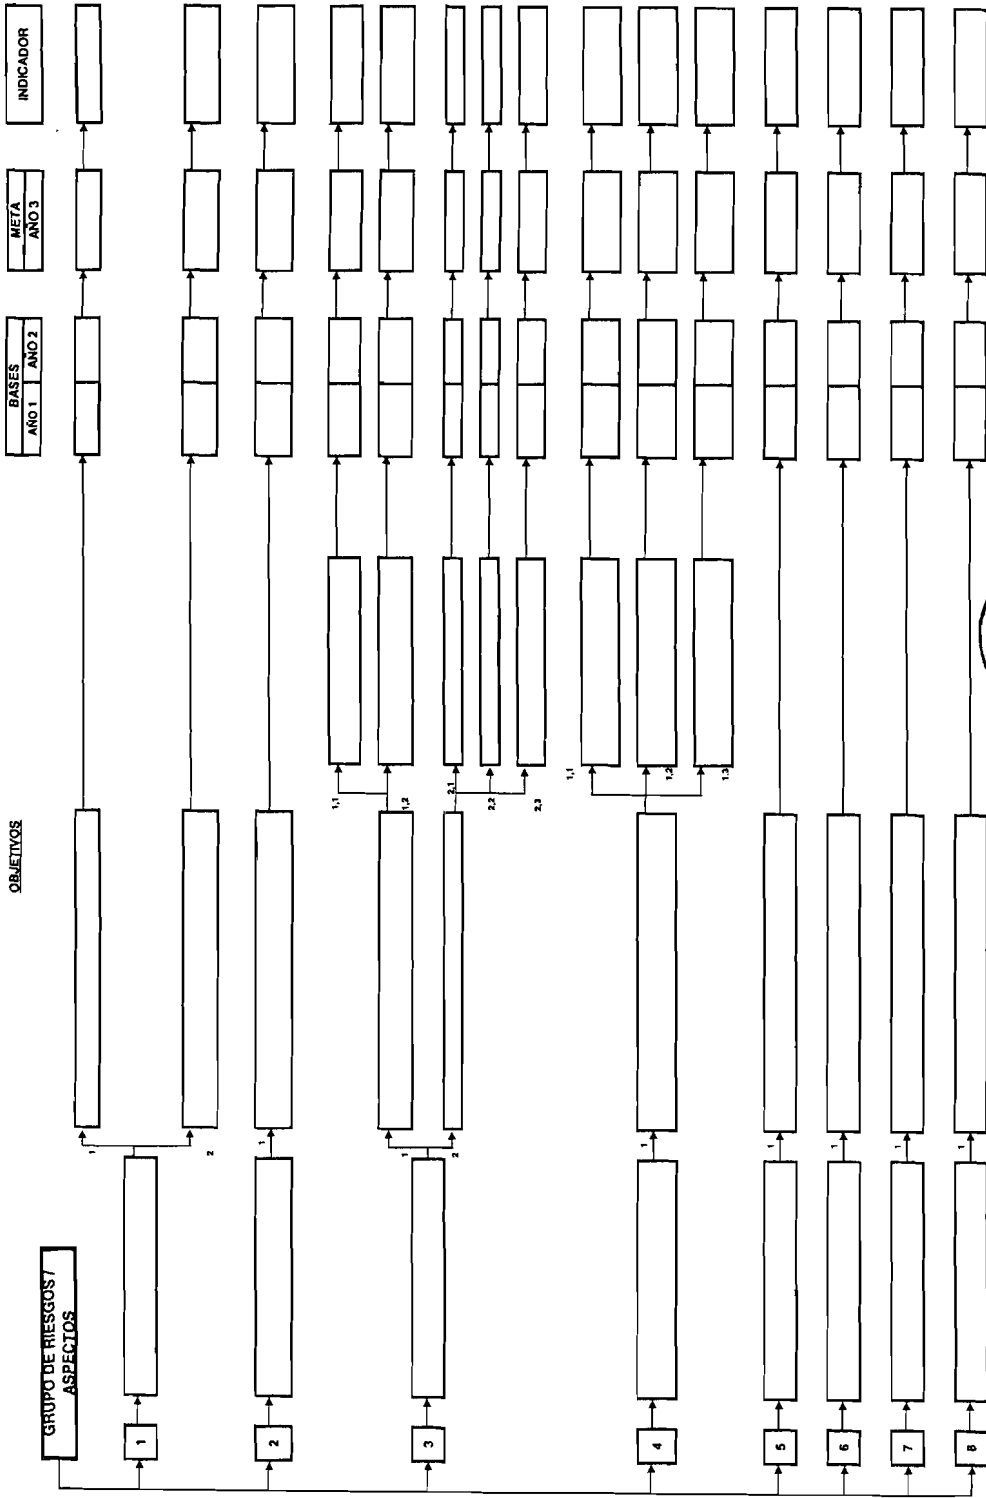 GRUPO DE RIESGOS /
ASPECTOS
OBJETIVOS
BASES
AÑO 1
AÑO 2
META
AÑO 3
INDICADOR
1
1
2
2
1
3
1
2
1,1
1,2
2,1
2,2
2,3
4
1
1,1
1,2
1.3
5
1
6
1
7
1
8
1